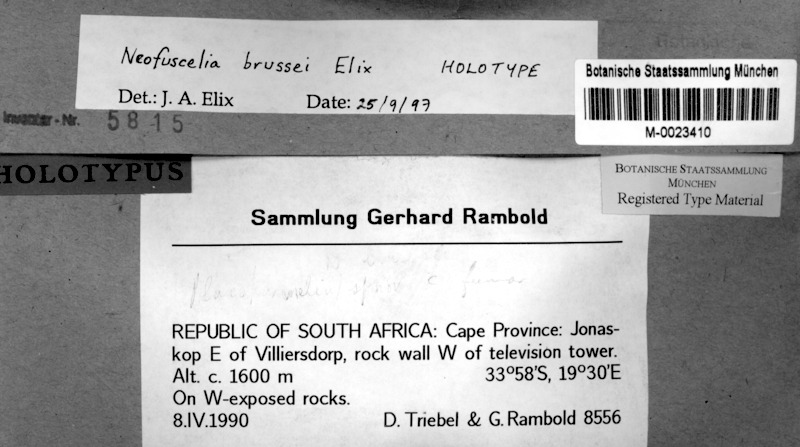 Neofuscelia brussei Elix HOLOTYPE
Det.: J. A. Elix Date: 25/9/97
Inventar-Nr. 5815
Botanische Staatssammlung München
M-0023410
HOLOTYPUS
BOTANISCHE STAATSSAMMLUNG
MÜNCHEN
Registered Type Material
Sammlung Gerhard Rambold
REPUBLIC OF SOUTH AFRICA: Cape Province: Jonas-
kop E of Villiersdorp, rock wall W of television tower.
Alt. c. 1600 m 33°58'S, 19°30'E
On W-exposed rocks.
8.IV.1990 D. Triebel & G. Rambold 8556